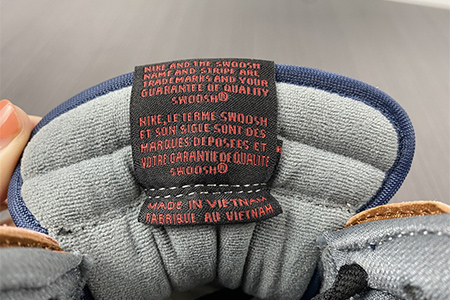 NIKE AND THE SWOOSH
NAME AND STRIPE ARE
TRADEMARKS AND YOUR
GUARANTEE OF QUALITY
SWOOSH®
NIKE, LE TERME SWOOSH
ET SON SIGLE SONT DES
MARQUES DEPOSEES ET
VOTRE GARANTIE DE QUALITE
SWOOSH®
MADE IN VIETNAM
FABRIQUE AU VIETNAM